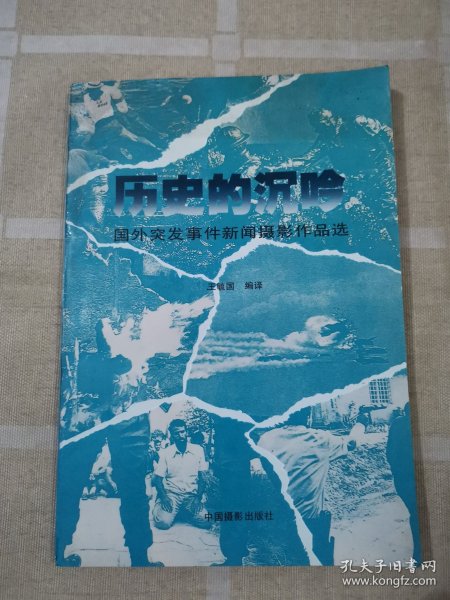 历史的沉吟
国外突发事件新闻摄影作品选
王敏国 编译
中国摄影出版社
孔夫子旧书网
www.kongfz.com